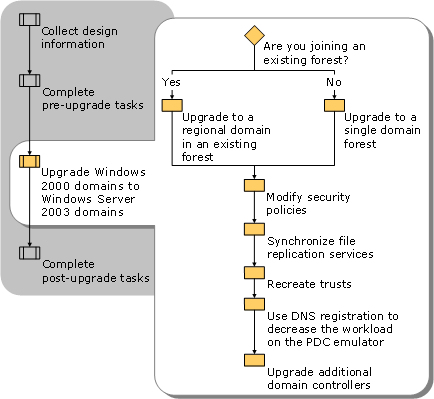 Collect design
information
Complete
pre-upgrade tasks
Upgrade Windows
2000 domains to
Windows Server
2003 domains
Complete
post-upgrade tasks
Are you joining an
existing forest?
Yes
No
Upgrade to a
regional domain
in an existing
forest
Upgrade to a
single domain
forest
Modify security
policies
Synchronize file
replication services
Recreate trusts
Use DNS registration to
decrease the workload
on the PDC emulator
Upgrade additional
domain controllers